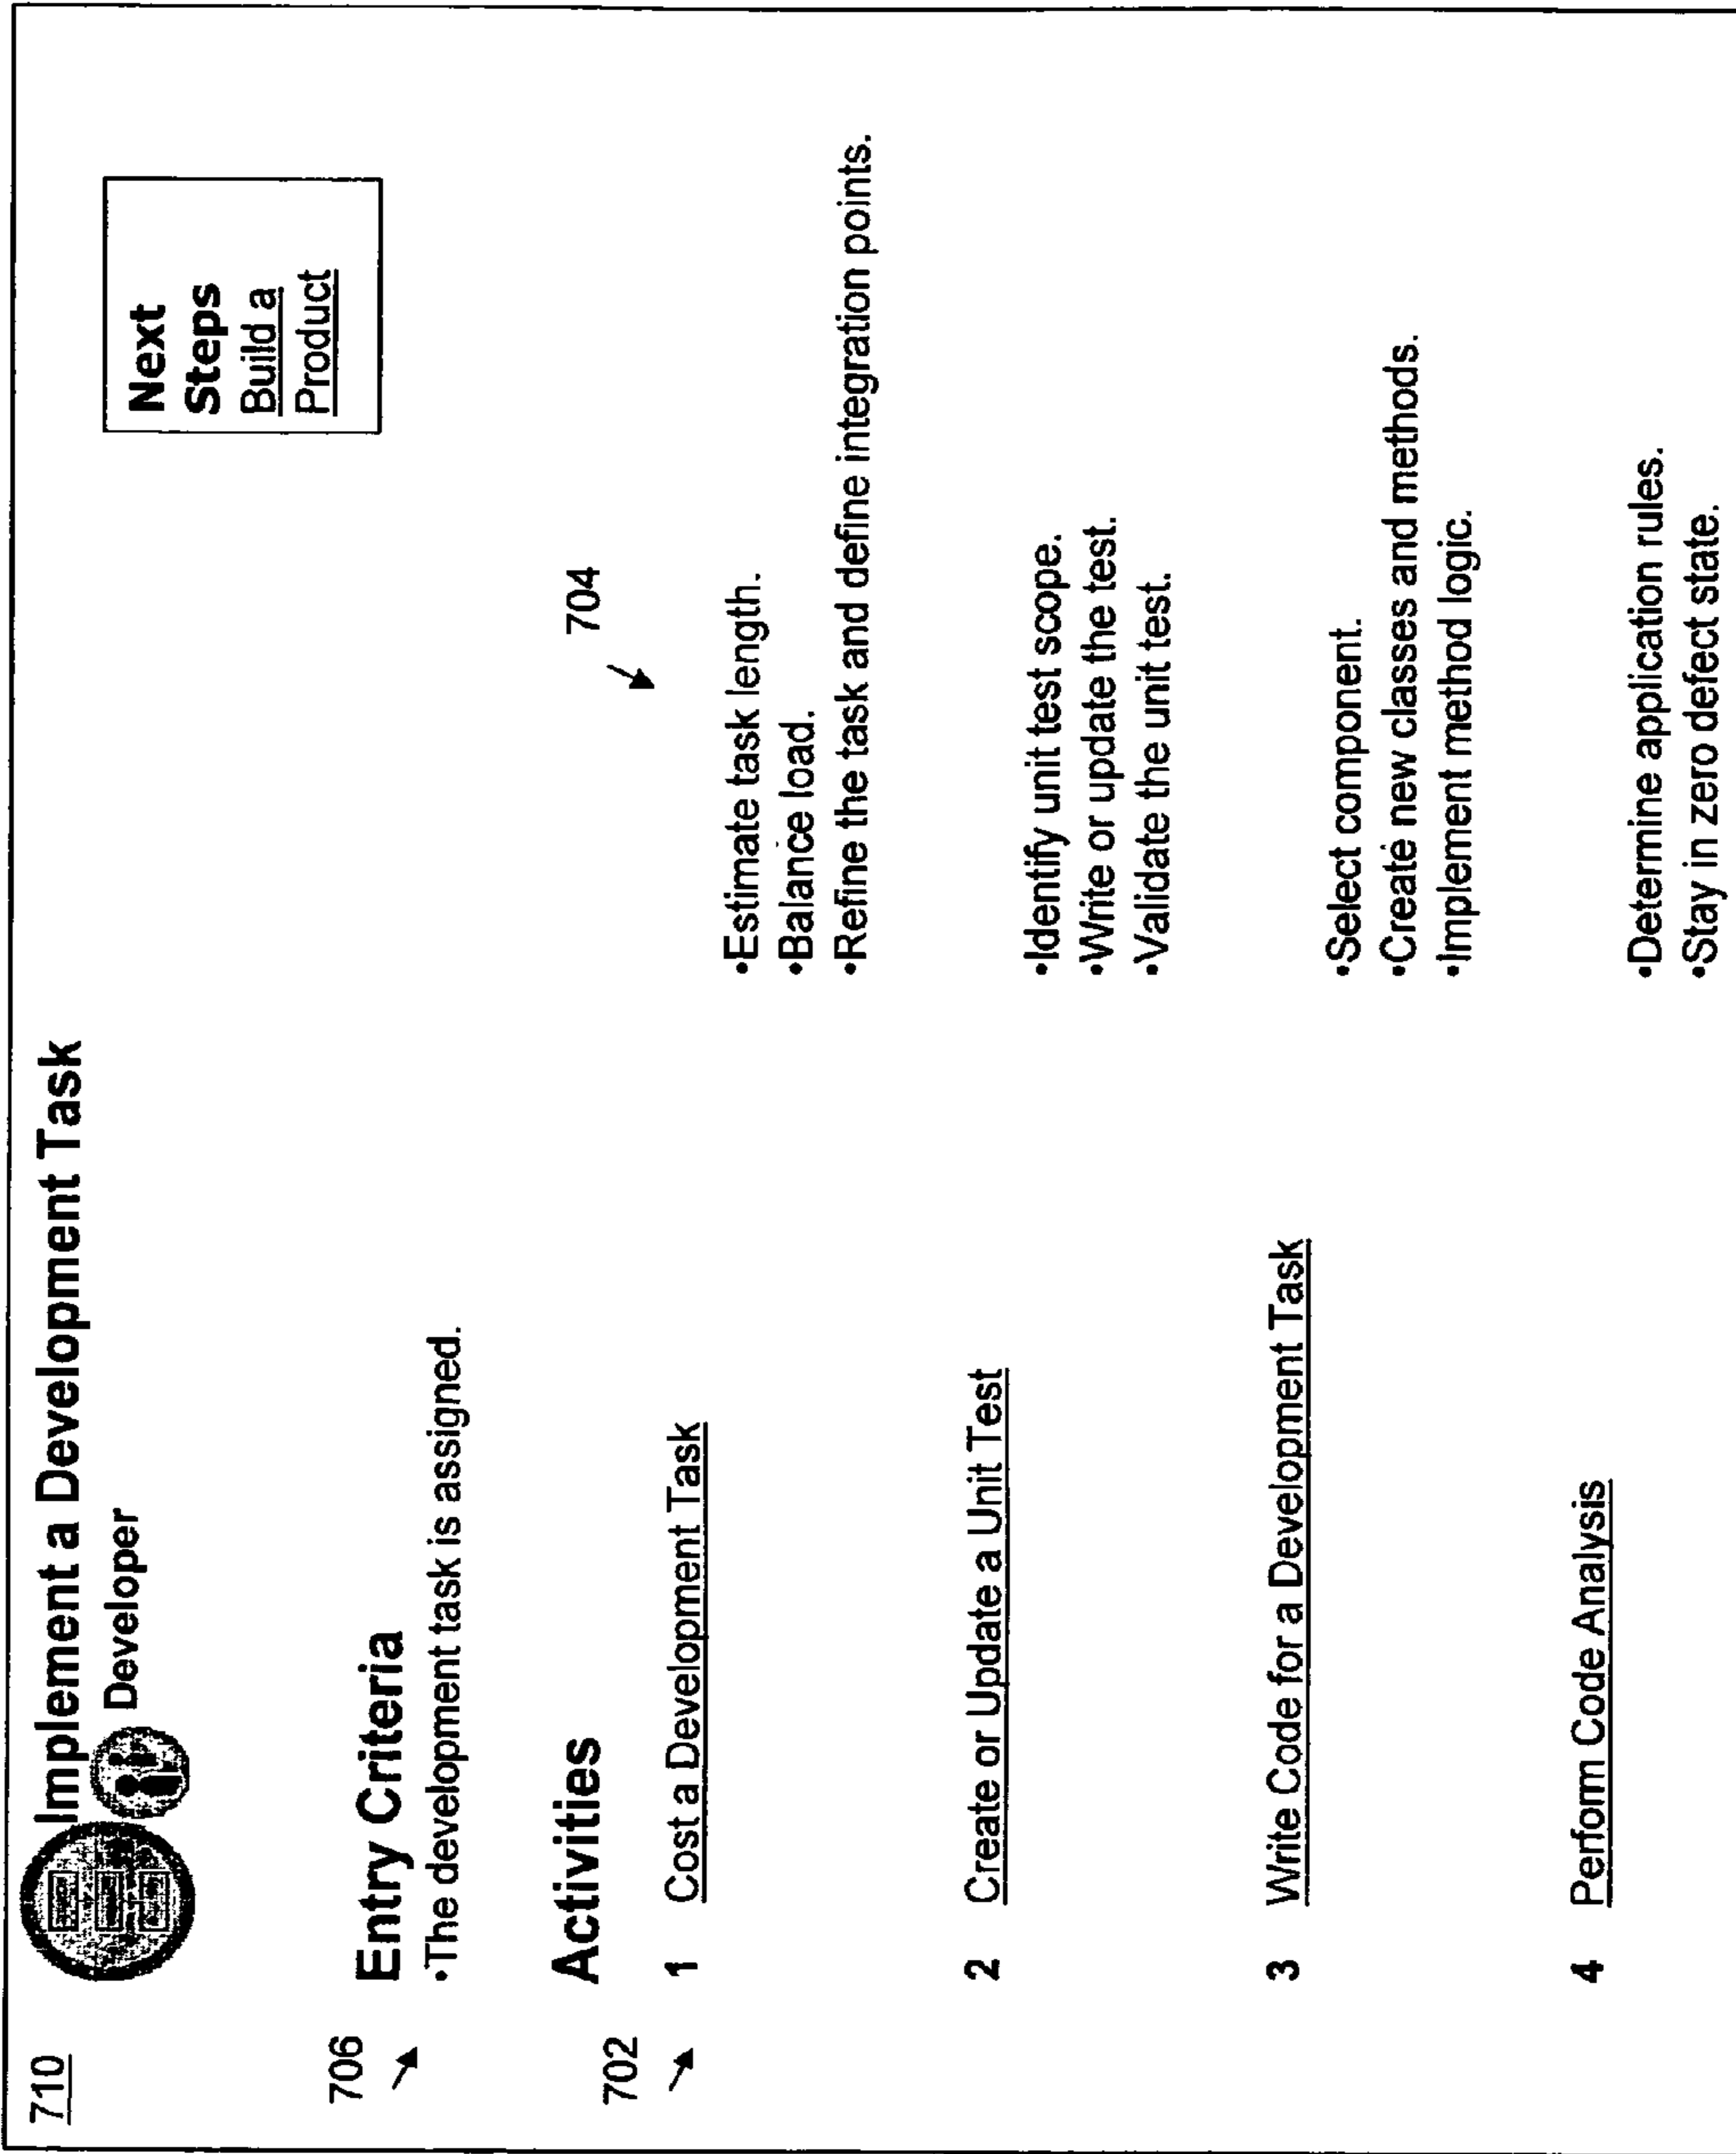 710
Implement a Development Task
Developer
Next
Steps
Build a
Product
706
Entry Criteria
•The development task is assigned.
704
702
Activities
1 Cost a Development Task
•Estimate task length.
•Balance load.
•Refine the task and define integration points.
2 Create or Update a Unit Test
•Identify unit test scope.
•Write or update the test.
•Validate the unit test.
3 Write Code for a Development Task
•Select component.
•Create new classes and methods.
•Implement method logic.
4 Perform Code Analysis
•Determine application rules.
•Stay in zero defect state.